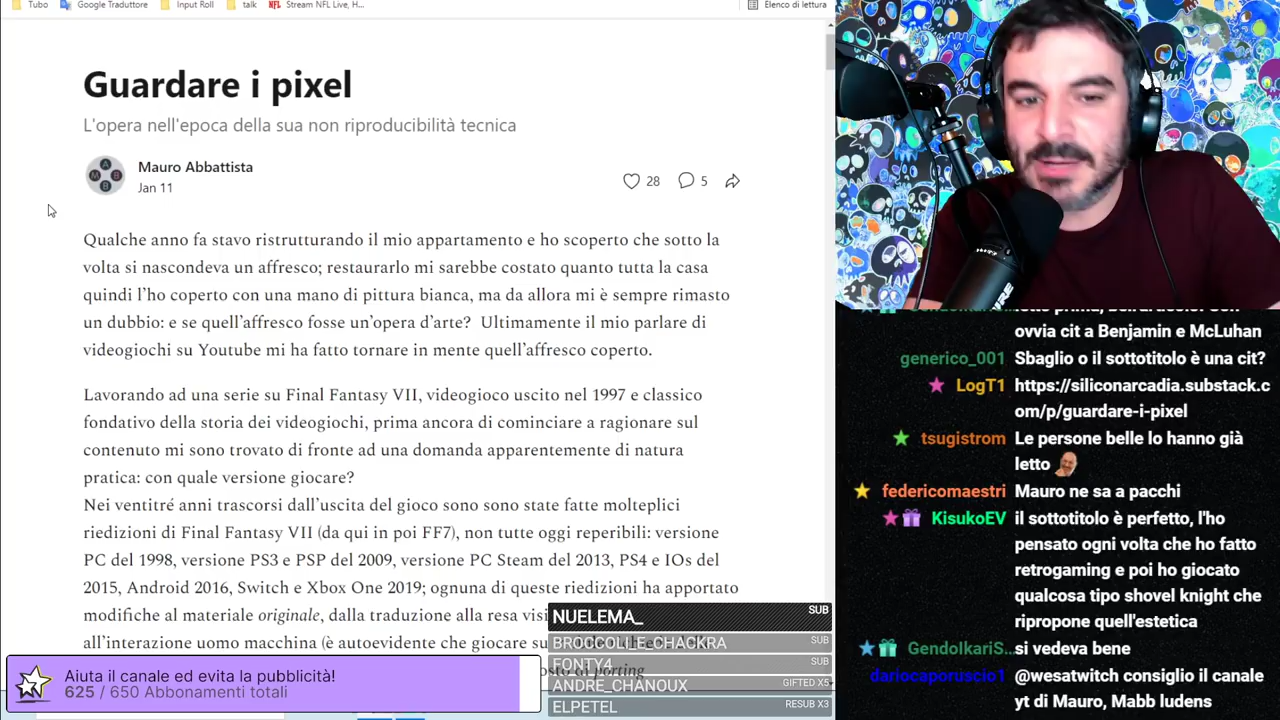 Tubo
Google Traduttore
Input Roll
talk
Stream NFL Live, H...
Elenco di lettura
Guardare i pixel
L'opera nell'epoca della sua non riproducibilità tecnica
Mauro Abbattista
Jan 11
28
5
Qualche anno fa stavo ristrutturando il mio appartamento e ho scoperto che sotto la
volta si nascondeva un affresco; restaurarlo mi sarebbe costato quanto tutta la casa
quindi l'ho coperto con una mano di pittura bianca, ma da allora mi è sempre rimasto
un dubbio: e se quell'affresco fosse un'opera d'arte? Ultimamente il mio parlare di
videogiochi su Youtube mi ha fatto tornare in mente quell'affresco coperto.
Lavorando ad una serie su Final Fantasy VII, videogioco uscito nel 1997 e classico
fondativo della storia dei videogiochi, prima ancora di cominciare a ragionare sul
contenuto mi sono trovato di fronte ad una domanda apparentemente di natura
pratica: con quale versione giocare?
Nei ventitré anni trascorsi dall'uscita del gioco sono sono state fatte molteplici
riedizioni di Final Fantasy VII (da qui in poi FF7), non tutte oggi reperibili: versione
PC del 1998, versione PS3 e PSP del 2009, versione PC Steam del 2013, PS4 e IOs del
2015, Android 2016, Switch e Xbox One 2019; ognuna di queste riedizioni ha apportato
modifiche al materiale originale, dalla traduzione alla resa visi
all'interazione uomo macchina (è autoevidente che giocare su
osto di porting
Aiuta il canale ed evita la pubblicità!
625 / 650 Abbonamenti totali
NUELEMA_ SUB
BROCOLLE_CHACKRA SUB
FONTY4 SUB
ANDRE_CHANOUX GIFTED X5
ELPETEL RESUB X3
ovvia cit a Benjamin e McLuhan
generico_001 Sbaglio o il sottotitolo è una cit?
LogT1 https://siliconarcadia.substack.c
om/p/guardare-i-pixel
tsugistrom Le persone belle lo hanno già
letto
federicomaestri Mauro ne sa a pacchi
KisukoEV il sottotitolo è perfetto, l'ho
pensato ogni volta che ho fatto
retrogaming e poi ho giocato
qualcosa tipo shovel knight che
ripropone quell'estetica
GendolkariS... si vedeva bene
dariocaporuscio1 @wesatwitch consiglio il canale
yt di Mauro, Mabb ludens